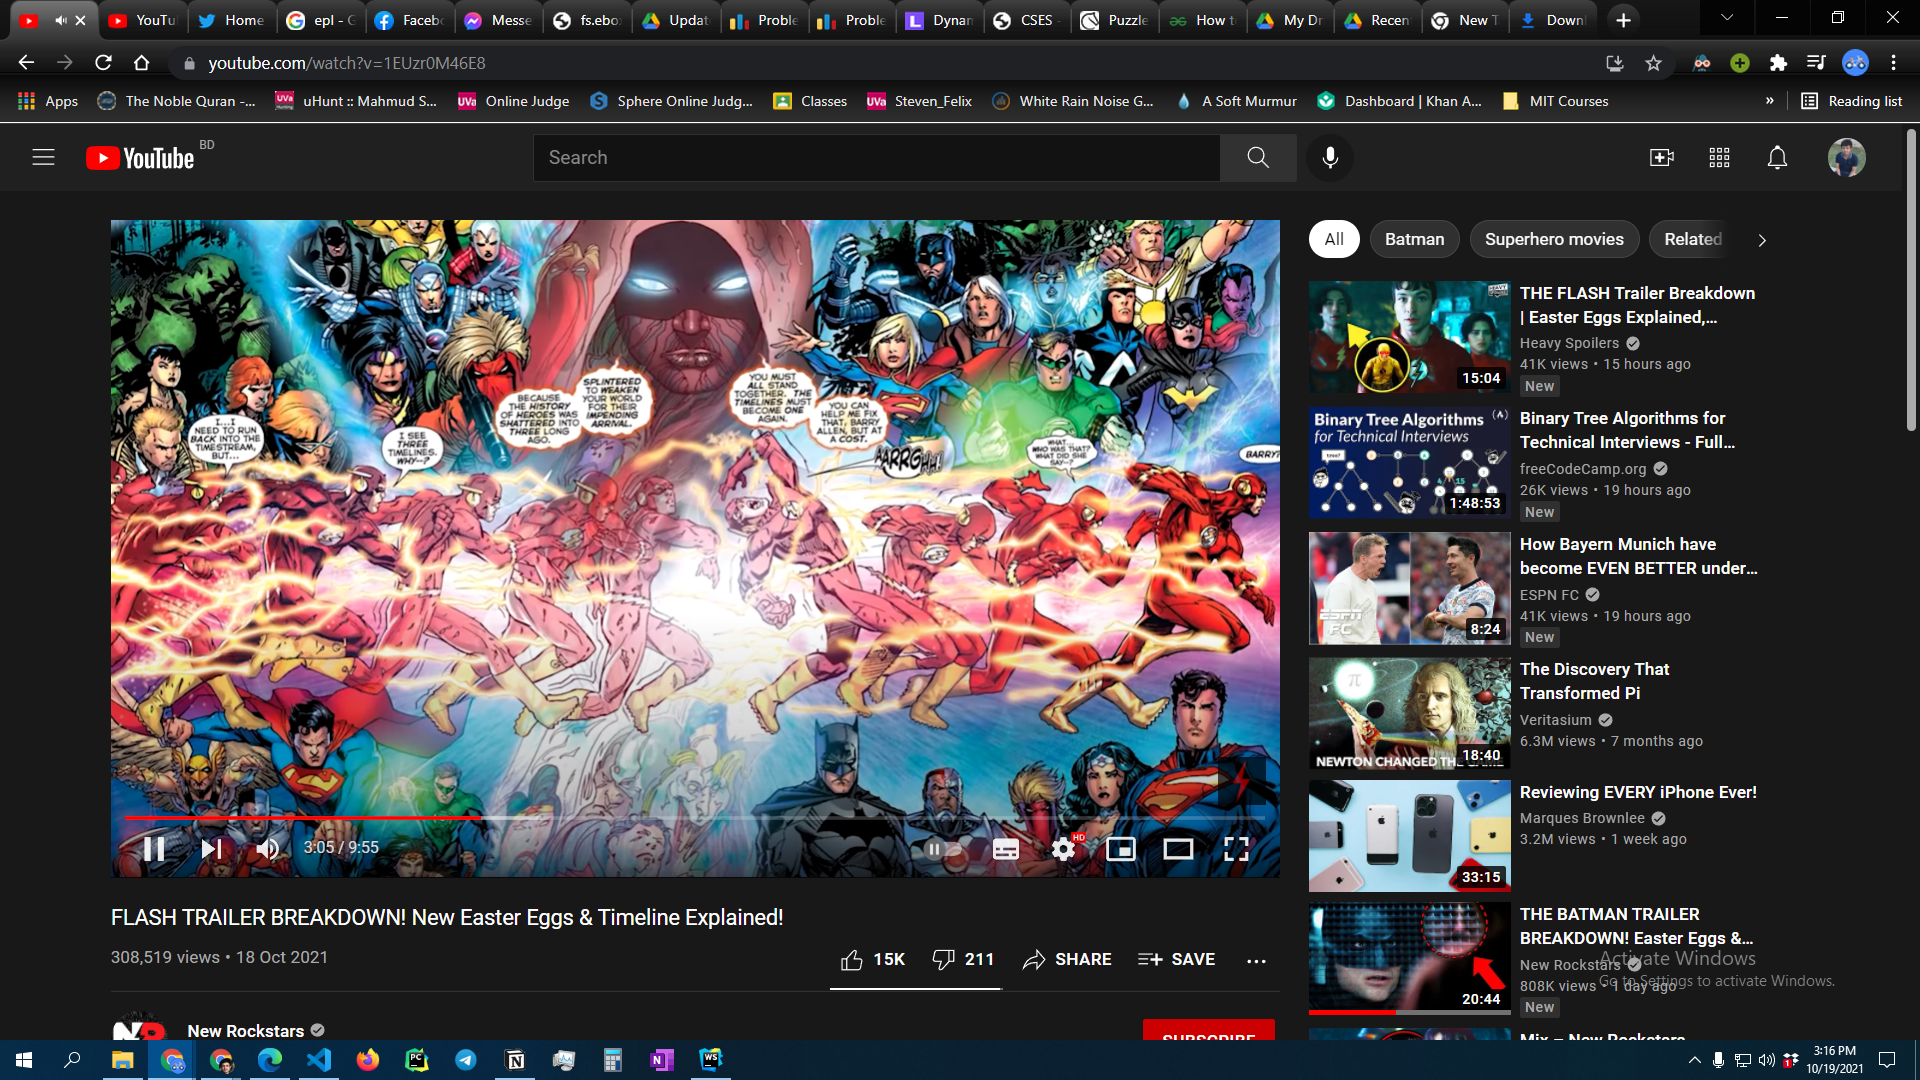 YouTu
Home
epl - G
Faceb
Messe
fs.ebo
Updat
Proble
Proble
Dynar
CSES -
Puzzle
How t
My Dr
Recen
New T
Downl
youtube.com/watch?v=1EUzr0M46E8
Apps
The Noble Quran -...
uHunt :: Mahmud S...
Online Judge
Sphere Online Judg...
Classes
Steven_Felix
White Rain Noise G...
A Soft Murmur
Dashboard | Khan A...
MIT Courses
»
Reading list
YouTube BD
Search
I...I
NEED TO RUN
BACK INTO THE
TIMESTREAM,
BUT...
I SEE
THREE
TIMELINES.
WHY--?
BECAUSE
THE HISTORY
OF HEROES WAS
SHATTERED INTO
THREE LONG
AGO.
SPLINTERED
TO WEAKEN
YOUR WORLD
FOR THEIR
IMPENDING
ARRIVAL.
YOU MUST
ALL STAND
TOGETHER. THE
TIMELINES MUST
BECOME ONE
AGAIN.
YOU CAN
HELP ME FIX
THAT, BARRY
ALLEN, BUT AT
A COST.
AARRGHH!
WHAT...
WHO WAS THAT?
WHAT DID SHE
SAY--?
BARRY?
3:05 / 9:55
HD
FLASH TRAILER BREAKDOWN! New Easter Eggs & Timeline Explained!
308,519 views • 18 Oct 2021
15K
211
SHARE
SAVE
New Rockstars
SUBSCRIBE
All
Batman
Superhero movies
Related
15:04
THE FLASH Trailer Breakdown
| Easter Eggs Explained,...
Heavy Spoilers
41K views • 15 hours ago
New
Binary Tree Algorithms
for Technical Interviews
1:48:53
Binary Tree Algorithms for
Technical Interviews - Full...
freeCodeCamp.org
26K views • 19 hours ago
New
ESPN
FC
8:24
How Bayern Munich have
become EVEN BETTER under...
ESPN FC
41K views • 19 hours ago
New
NEWTON CHANGED THE GAME
18:40
The Discovery That
Transformed Pi
Veritasium
6.3M views • 7 months ago
33:15
Reviewing EVERY iPhone Ever!
Marques Brownlee
3.2M views • 1 week ago
20:44
THE BATMAN TRAILER
BREAKDOWN! Easter Eggs &...
New Rockstars
808K views • 1 day ago
New
Mix – New Rockstars
Activate Windows
Go to Settings to activate Windows.
3:16 PM
10/19/2021